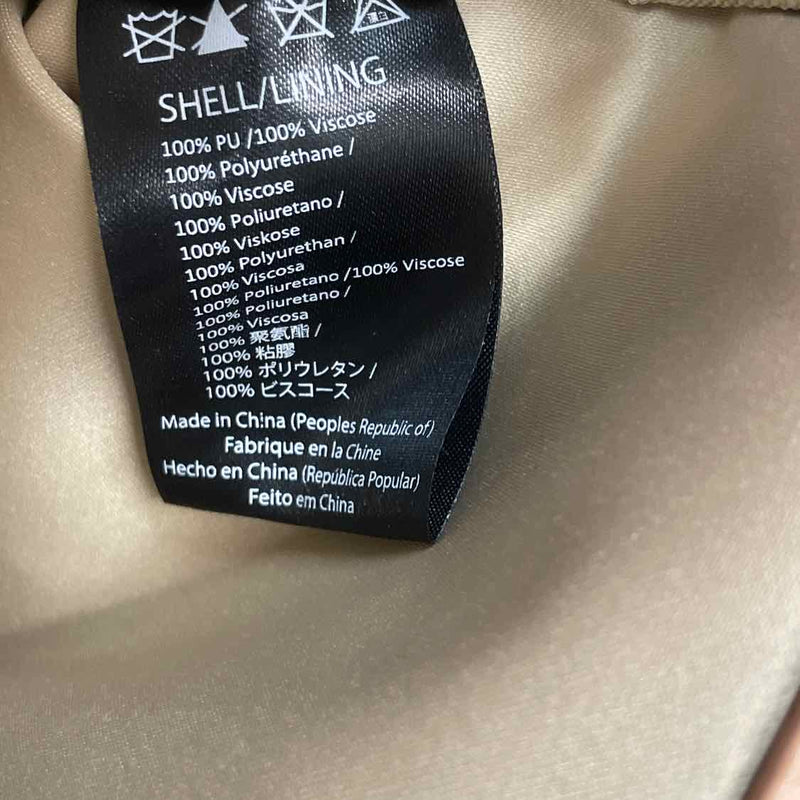 SHELL/LINING
100% PU /100% Viscose
100% Polyuréthane /
100% Viscose
100% Poliuretano /
100% Viskose
100% Polyurethan /
100% Viscosa
100% Poliuretano /100% Viscose
100% Poliuretano /
100% Viscosa
100% 聚氨酯 /
100% 粘膠
100% ポリウレタン /
100% ビスコース
Made in China (Peoples Republic of)
Fabrique en la Chine
Hecho en China (República Popular)
Feito em China